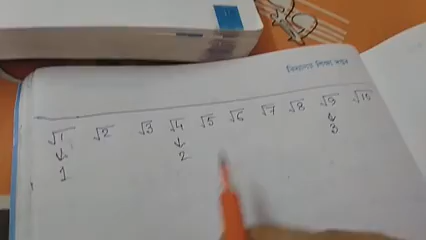 √1 √2 √3 √4 √5 √6 √7 √8 √9 √10
↓ ↓ ↓
1 2 3